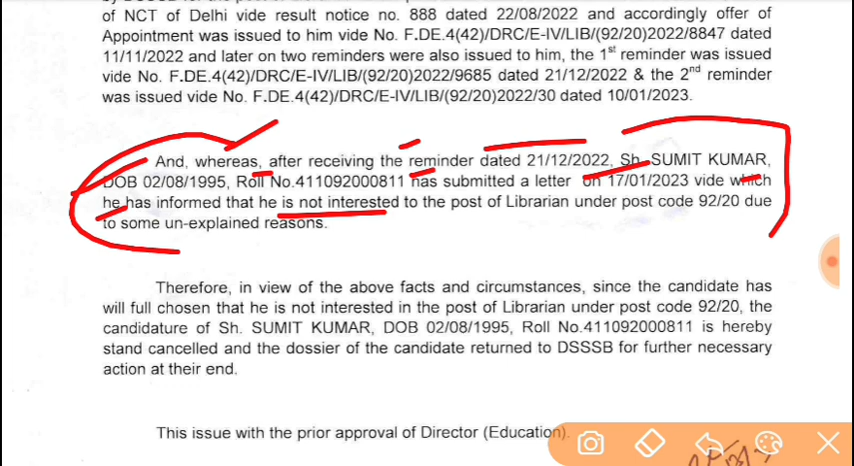 of NCT of Delhi vide result notice no. 888 dated 22/08/2022 and accordingly offer of
Appointment was issued to him vide No. F.DE.4(42)/DRC/E-IV/LIB/(92/20)2022/8847 dated
11/11/2022 and later on two reminders were also issued to him, the 1st reminder was issued
vide No. F.DE.4(42)/DRC/E-IV/LIB/(92/20)2022/9685 dated 21/12/2022 & the 2nd reminder
was issued vide No. F.DE.4(42)/DRC/E-IV/LIB/(92/20)2022/30 dated 10/01/2023.
And, whereas, after receiving the reminder dated 21/12/2022, Sh. SUMIT KUMAR,
DOB 02/08/1995, Roll No.411092000811 has submitted a letter on 17/01/2023 vide which
he has informed that he is not interested to the post of Librarian under post code 92/20 due
to some un-explained reasons.
Therefore, in view of the above facts and circumstances, since the candidate has
will full chosen that he is not interested in the post of Librarian under post code 92/20, the
candidature of Sh. SUMIT KUMAR, DOB 02/08/1995, Roll No.411092000811 is hereby
stand cancelled and the dossier of the candidate returned to DSSSB for further necessary
action at their end.
This issue with the prior approval of Director (Education).